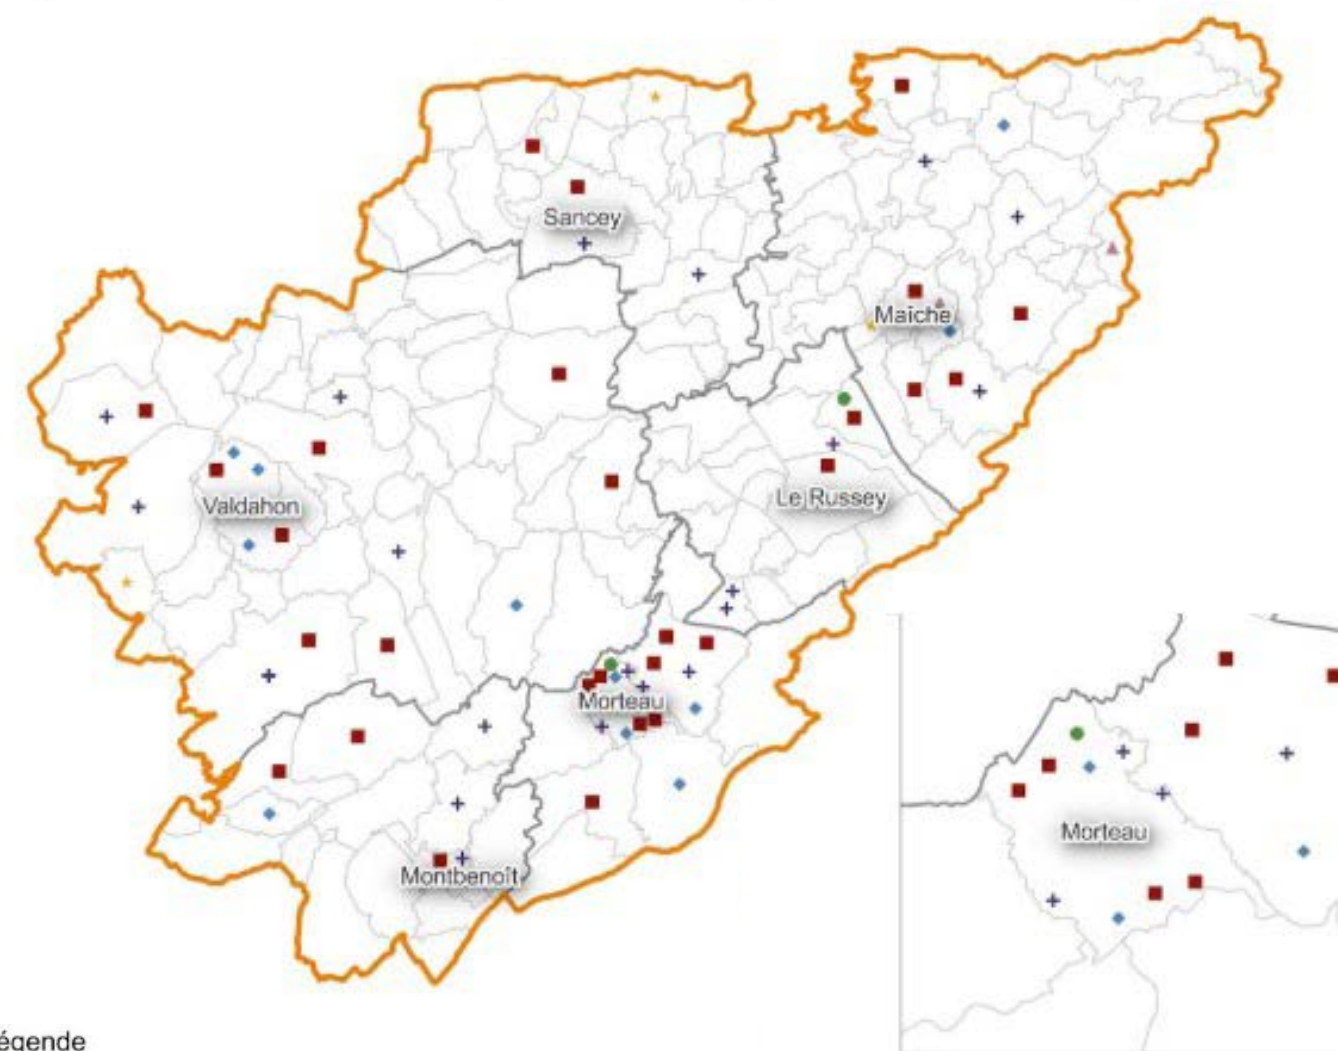 Sancey
Maîche
Valdahon
Le Russey
Morteau
Morteau
Montbenoît
égende